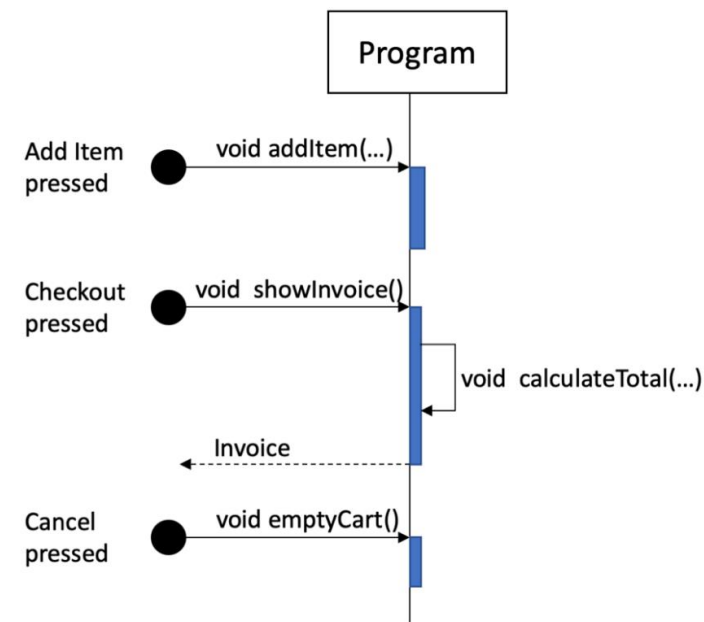 Program
Add Item
pressed
void addItem(...)
Checkout
pressed
void showInvoice()
void calculateTotal(...)
Invoice
Cancel
pressed
void emptyCart()